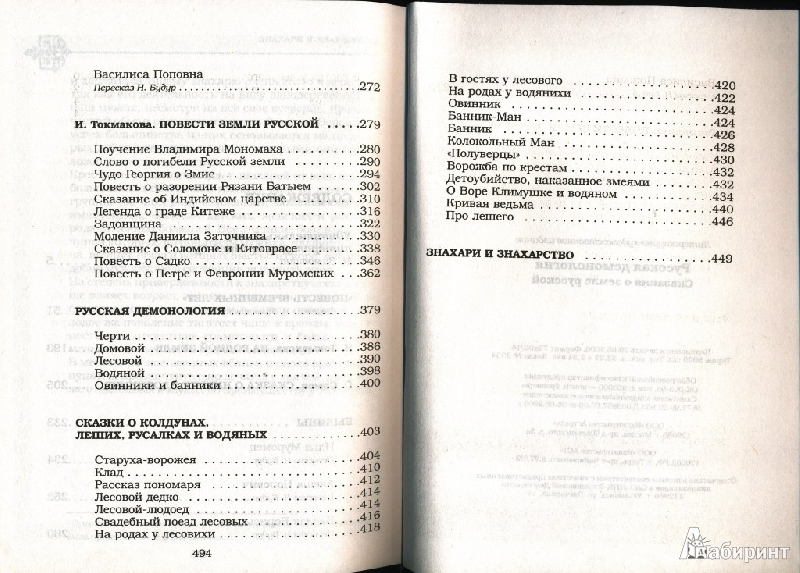 Василиса Поповна
Пересказ Н. Будур ... 272
И. Токмакова. ПОВЕСТИ ЗЕМЛИ РУССКОЙ ..... 279
Поучение Владимира Мономаха ... 280
Слово о погибели Русской земли ... 290
Чудо Георгия о Змие ... 294
Повесть о разорении Рязани Батыем ... 302
Сказание об Индийском царстве ... 310
Легенда о граде Китеже ... 316
Задонщина ... 322
Моление Даниила Заточника ... 330
Сказание о Соломоне и Китоврасе ... 338
Повесть о Садко ... 346
Повесть о Петре и Февронии Муромских ... 362
РУССКАЯ ДЕМОНОЛОГИЯ ... 379
Черти ... 380
Домовой ... 386
Лесовой ... 390
Водяной ... 398
Овинники и банники ... 400
СКАЗКИ О КОЛДУНАХ,
ЛЕШИХ, РУСАЛКАХ И ВОДЯНЫХ ... 403
Старуха-ворожея ... 404
Клад ... 410
Рассказ пономаря ... 412
Лесовой дедко ... 414
Лесовой-людоед ... 414
Свадебный поезд лесовых ... 416
На родах у лесовихи ... 418
494
В гостях у лесового ... 420
На родах у водянихи ... 422
Овинник ... 424
Банник-Ман ... 424
Банник ... 426
Колокольный Ман ... 428
«Полуверцы» ... 430
Ворожба по крестам ... 432
Детоубийство, наказанное змеями ... 432
О Воре Климушке и водяном ... 434
Кривая ведьма ... 440
Про лешего ... 446
ЗНАХАРИ И ЗНАХАРСТВО ... 449
Лабиринт